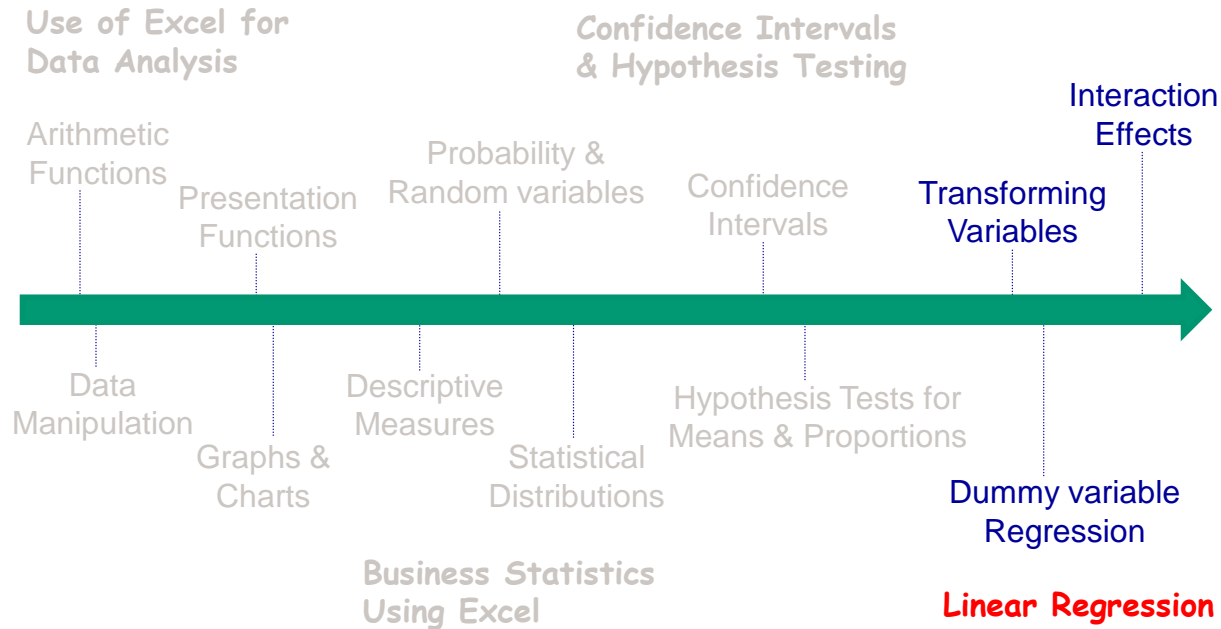 Use of Excel for
Data Analysis
Confidence Intervals
& Hypothesis Testing
Interaction
Effects
Arithmetic
Functions
Probability &
Random variables
Presentation
Functions
Confidence
Intervals
Transforming
Variables
Data
Manipulation
Descriptive
Measures
Hypothesis Tests for
Means & Proportions
Graphs &
Charts
Statistical
Distributions
Dummy variable
Regression
Business Statistics
Using Excel
Linear Regression